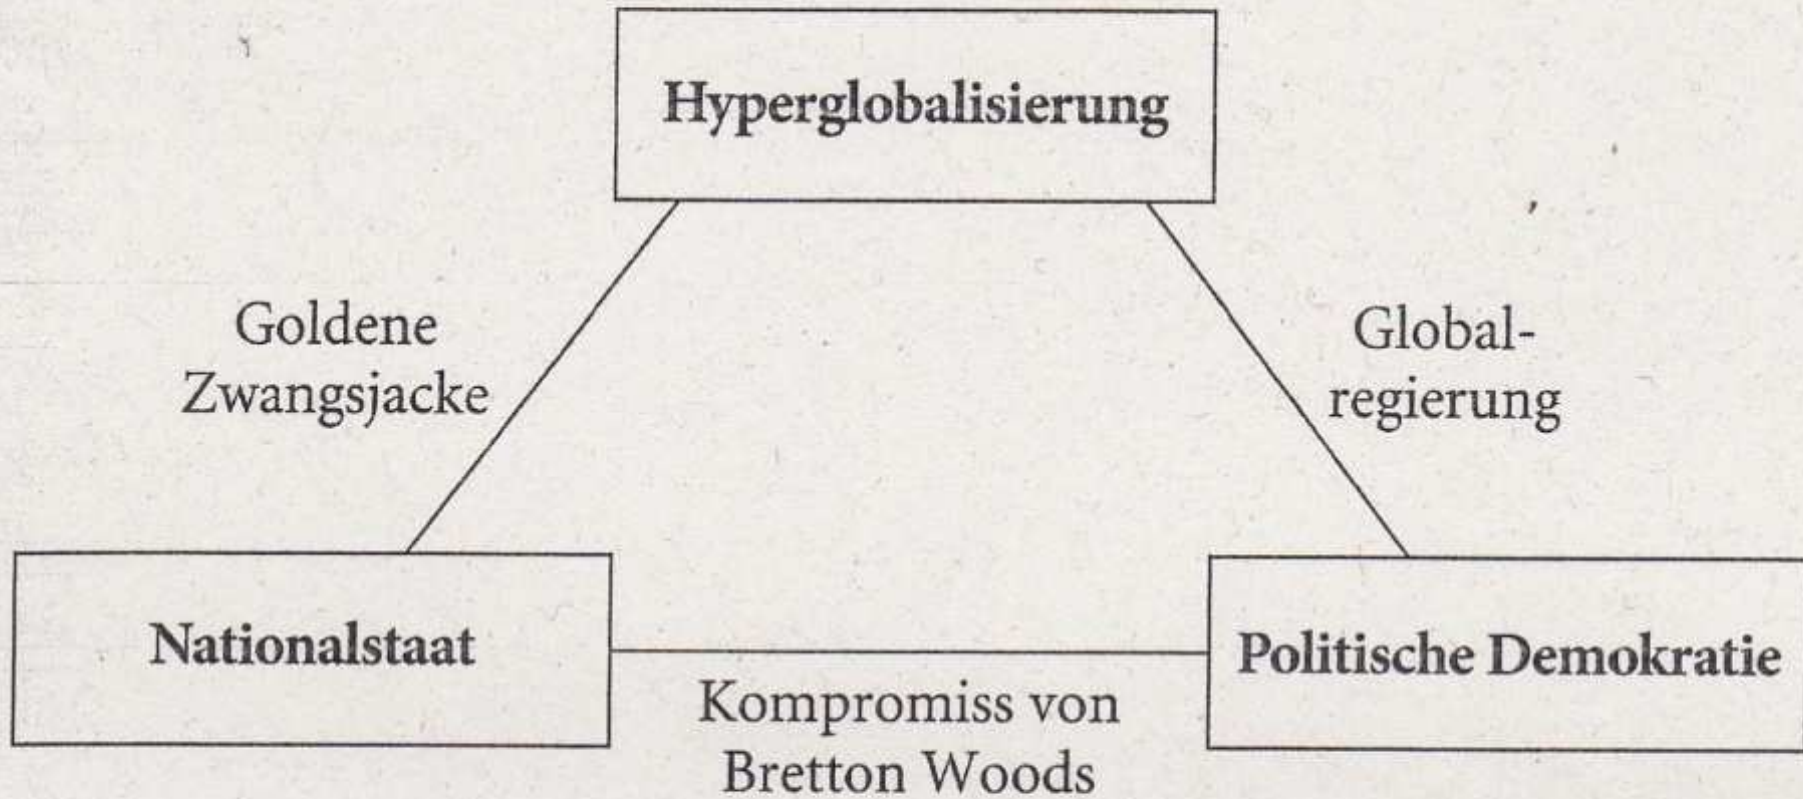 Hyperglobalisierung
Goldene
Zwangsjacke
Global-
regierung
Nationalstaat
Politische Demokratie
Kompromiss von
Bretton Woods